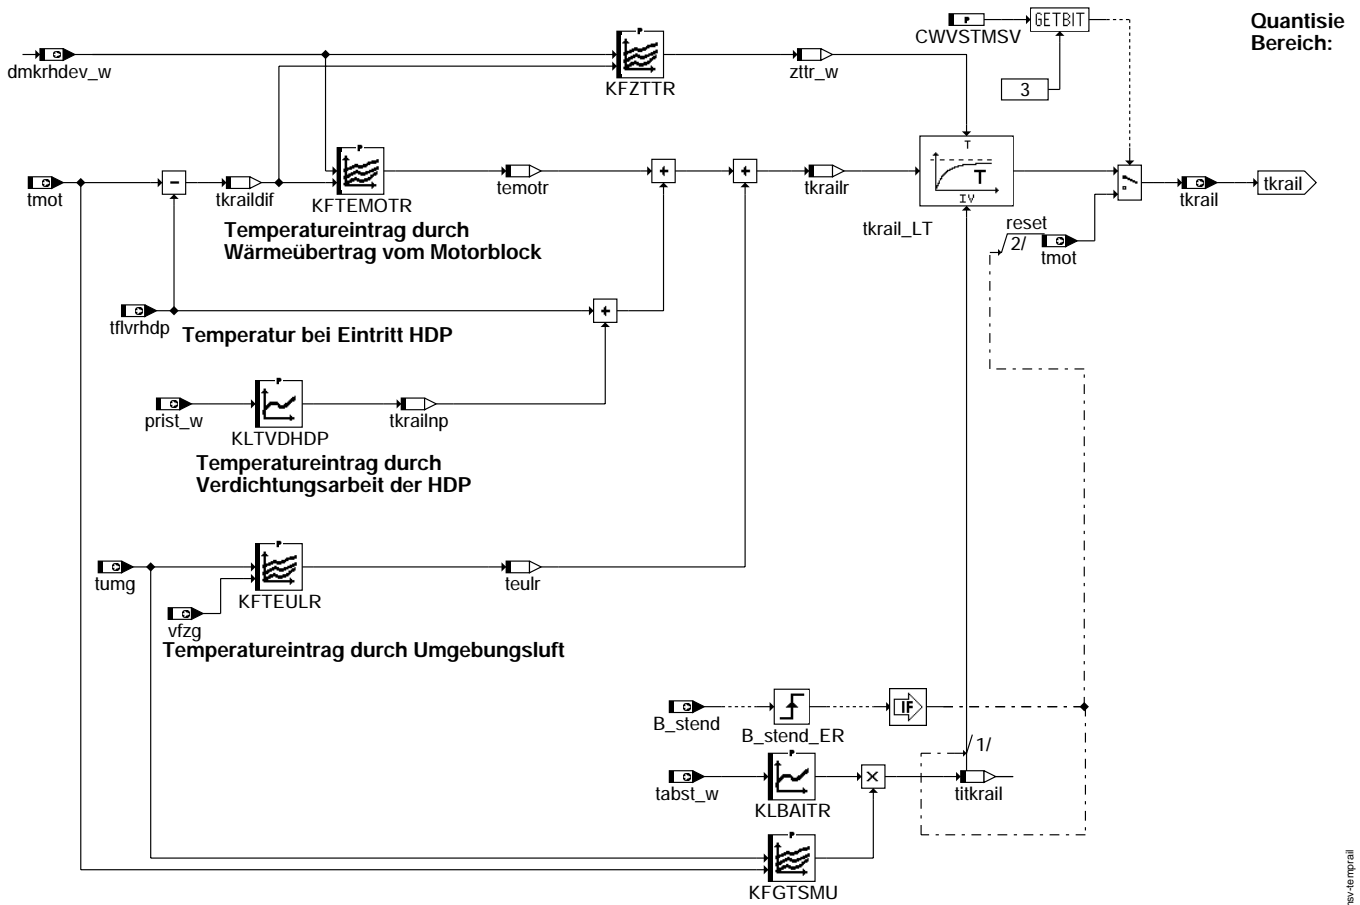 Quantisie
Bereich:
P
CWVSTMSV
GETBIT
3
dmkrhdev_w
P
KFZTTR
zttr_w
tmot
tkraildif
P
KFTEMOTR
Temperatureintrag durch
Wärmeübertrag vom Motorblock
temotr
tkrailr
T
T
IV
tkrail_LT
reset
2/
tmot
tkrail
tkrail
tflvrhdp
Temperatur bei Eintritt HDP
prist_w
P
KLTVDHDP
tkrailnp
Temperatureintrag durch
Verdichtungsarbeit der HDP
tumg
vfzg
P
KFTEULR
teulr
Temperatureintrag durch Umgebungsluft
B_stend
B_stend_ER
IF
1/
tabst_w
P
KLBAITR
titkrail
P
KFGTSMU